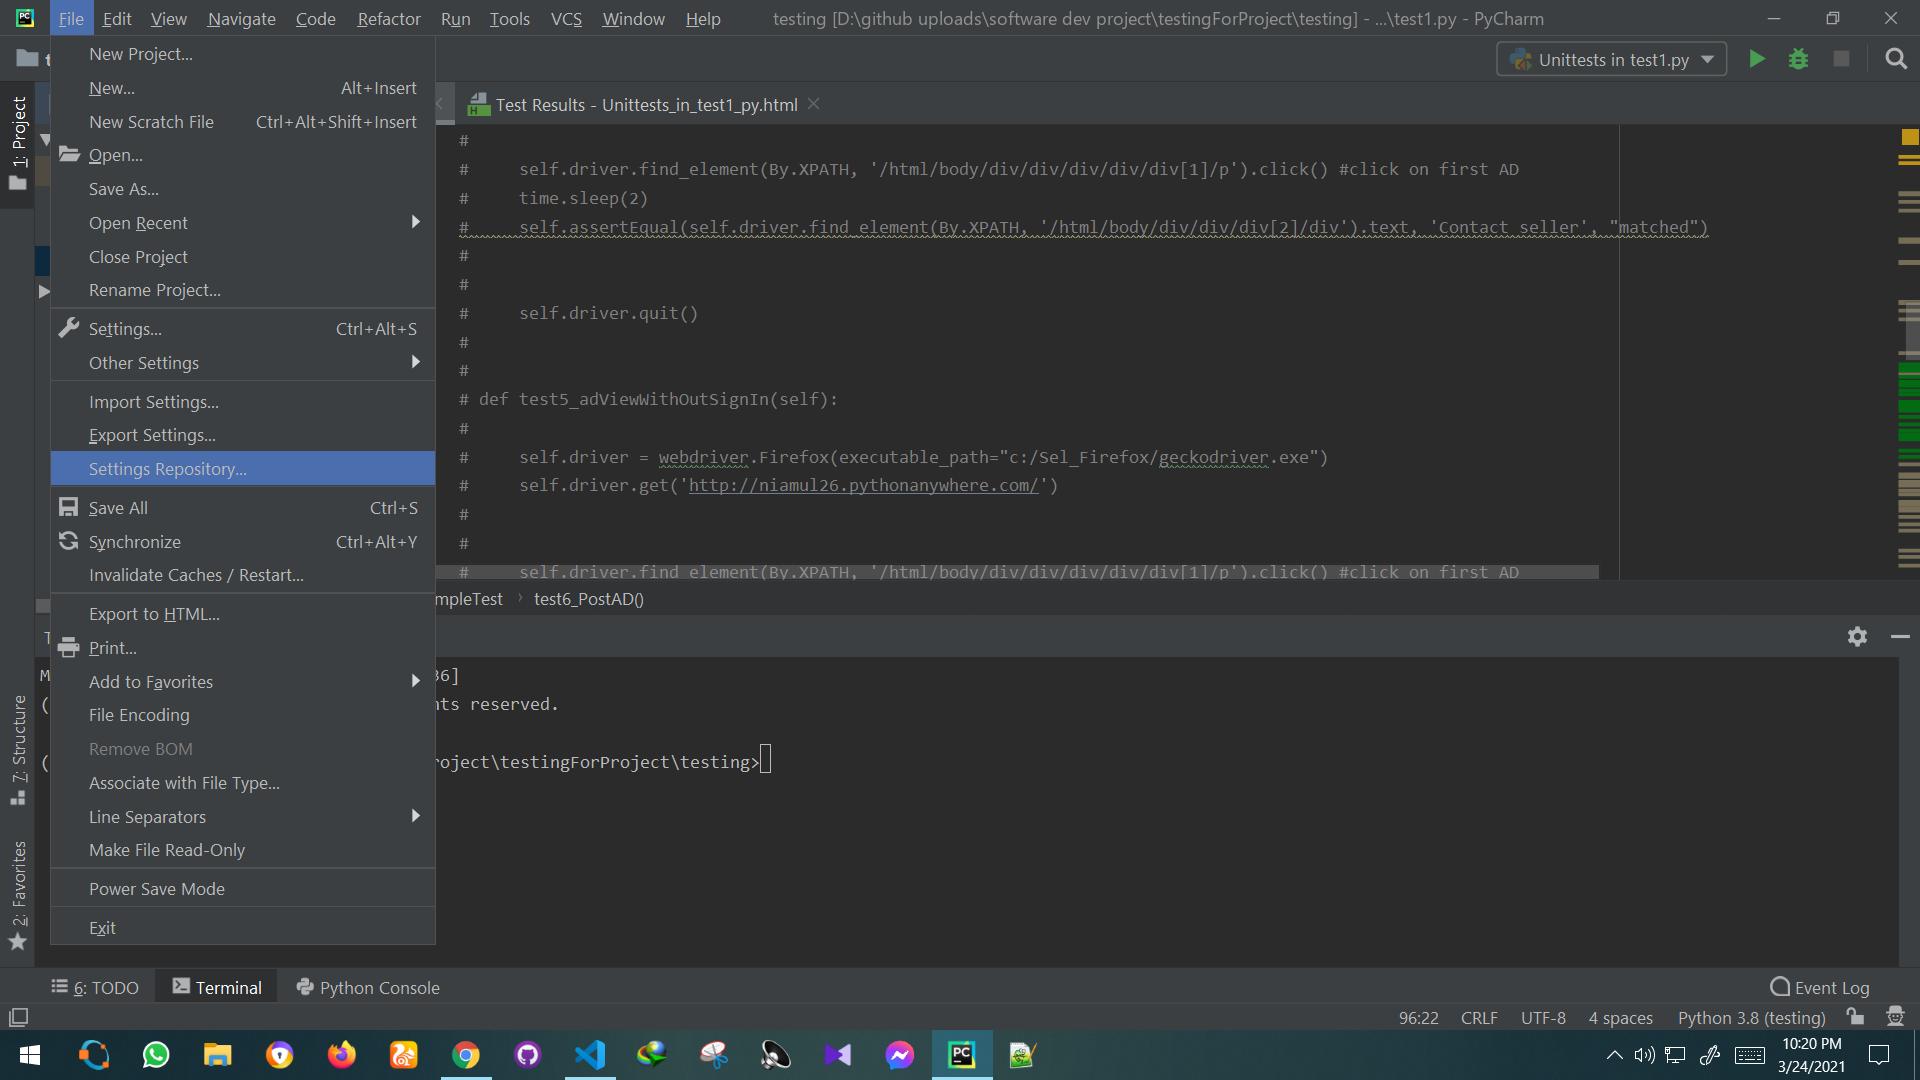 File Edit View Navigate Code Refactor Run Tools VCS Window Help testing [D:\github uploads\software dev project\testingForProject\testing] - ...\test1.py - PyCharm
Unittests in test1.py
Test Results - Unittests_in_test1_py.html
1: Project
7: Structure
2: Favorites
New Project...
New... Alt+Insert
New Scratch File Ctrl+Alt+Shift+Insert
Open...
Save As...
Open Recent
Close Project
Rename Project...
Settings... Ctrl+Alt+S
Other Settings
Import Settings...
Export Settings...
Settings Repository...
Save All Ctrl+S
Synchronize Ctrl+Alt+Y
Invalidate Caches / Restart...
Export to HTML...
Print...
Add to Favorites
File Encoding
Remove BOM
Associate with File Type...
Line Separators
Make File Read-Only
Power Save Mode
Exit
#
# self.driver.find_element(By.XPATH, '/html/body/div/div/div/div/div[1]/p').click() #click on first AD
# time.sleep(2)
# self.assertEqual(self.driver.find_element(By.XPATH, '/html/body/div/div/div[2]/div').text, 'Contact seller', "matched")
#
#
# self.driver.quit()
#
#
# def test5_adViewWithOutSignIn(self):
#
# self.driver = webdriver.Firefox(executable_path="c:/Sel_Firefox/geckodriver.exe")
# self.driver.get('http://niamul26.pythonanywhere.com/')
#
#
# self.driver.find_element(By.XPATH, '/html/body/div/div/div/div/div[1]/p').click() #click on first AD
mpleTest › test6_PostAD()
36]
nts reserved.
roject\testingForProject\testing>
6: TODO Terminal Python Console Event Log
96:22 CRLF UTF-8 4 spaces Python 3.8 (testing)
10:20 PM
3/24/2021